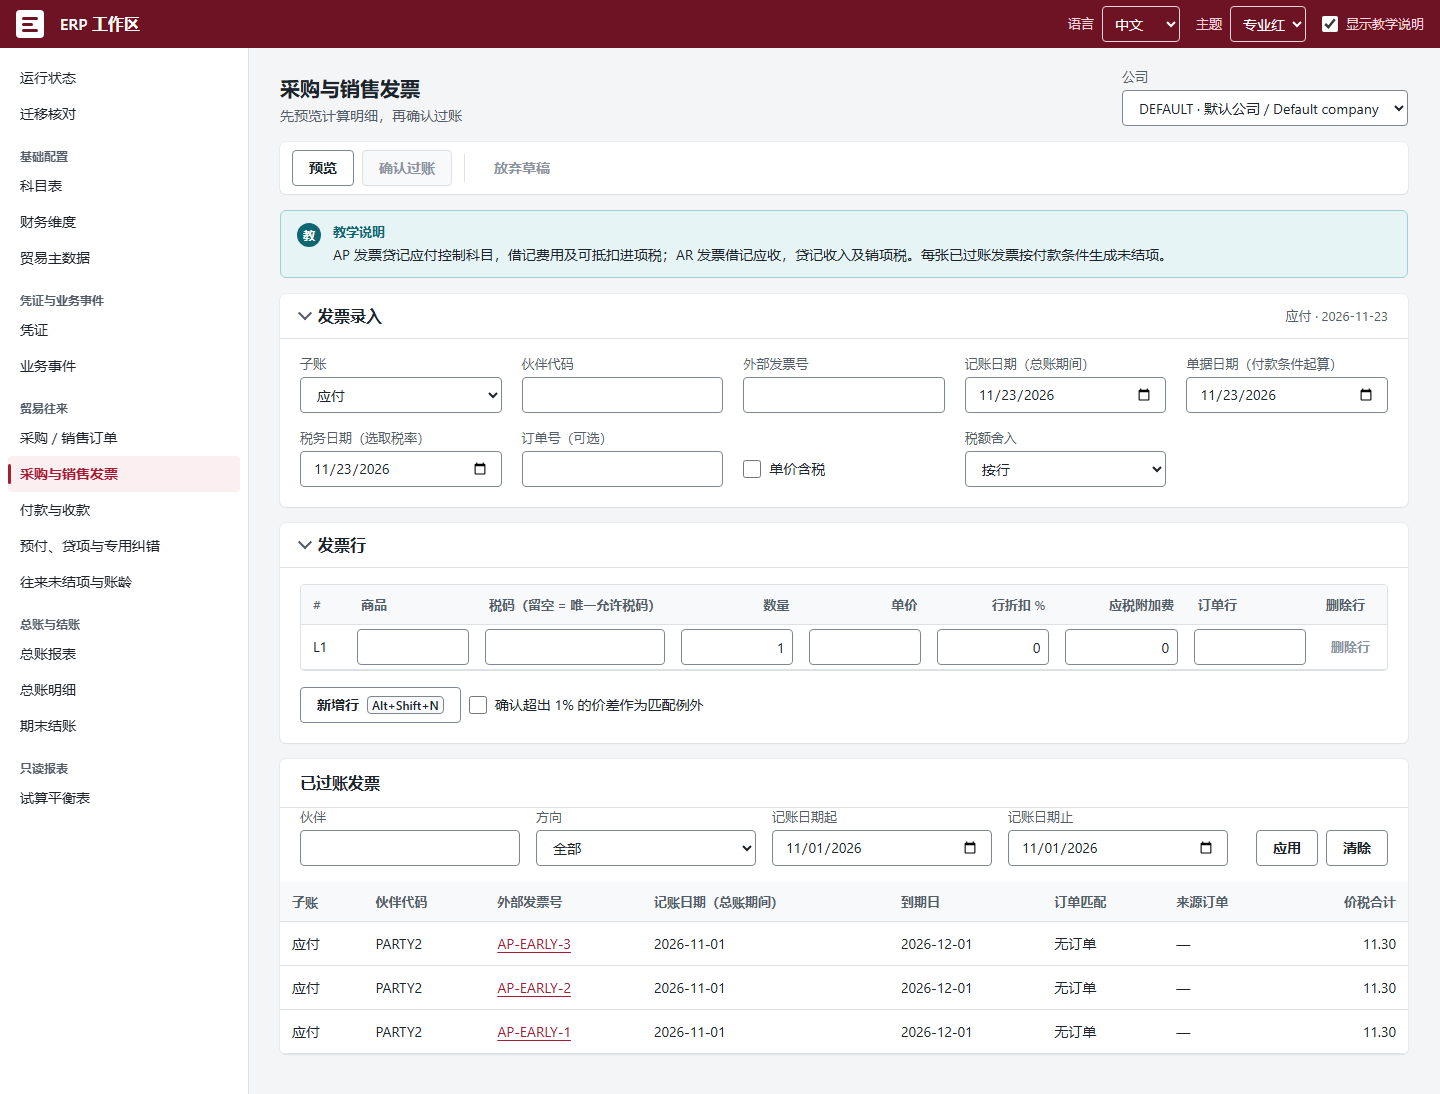 ERP 工作区
语言 中文 主题 专业红 显示教学说明
运行状态
迁移核对
基础配置
科目表
财务维度
贸易主数据
凭证与业务事件
凭证
业务事件
贸易往来
采购 / 销售订单
采购与销售发票
付款与收款
预付、贷项与专用纠错
往来未结项与账龄
总账与结账
总账报表
总账明细
期末结账
只读报表
试算平衡表
采购与销售发票
先预览计算明细，再确认过账
公司
DEFAULT · 默认公司 / Default company
预览 确认过账 放弃草稿
教 教学说明
AP 发票贷记应付控制科目，借记费用及可抵扣进项税；AR 发票借记应收，贷记收入及销项税。每张已过账发票按付款条件生成未结项。
发票录入 应付 · 2026-11-23
子账 伙伴代码 外部发票号 记账日期（总账期间） 单据日期（付款条件起算）
应付 11/23/2026 11/23/2026
税务日期（选取税率） 订单号（可选） 税额舍入
11/23/2026 单价含税 按行
发票行
# 商品 税码（留空 = 唯一允许税码） 数量 单价 行折扣 % 应税附加费 订单行 删除行
L1 1 0 0 删除行
新增行 Alt+Shift+N 确认超出 1% 的价差作为匹配例外
已过账发票
伙伴 方向 记账日期起 记账日期止
全部 11/01/2026 11/01/2026 应用 清除
子账 伙伴代码 外部发票号 记账日期（总账期间） 到期日 订单匹配 来源订单 价税合计
应付 PARTY2 AP-EARLY-3 2026-11-01 2026-12-01 无订单 — 11.30
应付 PARTY2 AP-EARLY-2 2026-11-01 2026-12-01 无订单 — 11.30
应付 PARTY2 AP-EARLY-1 2026-11-01 2026-12-01 无订单 — 11.30